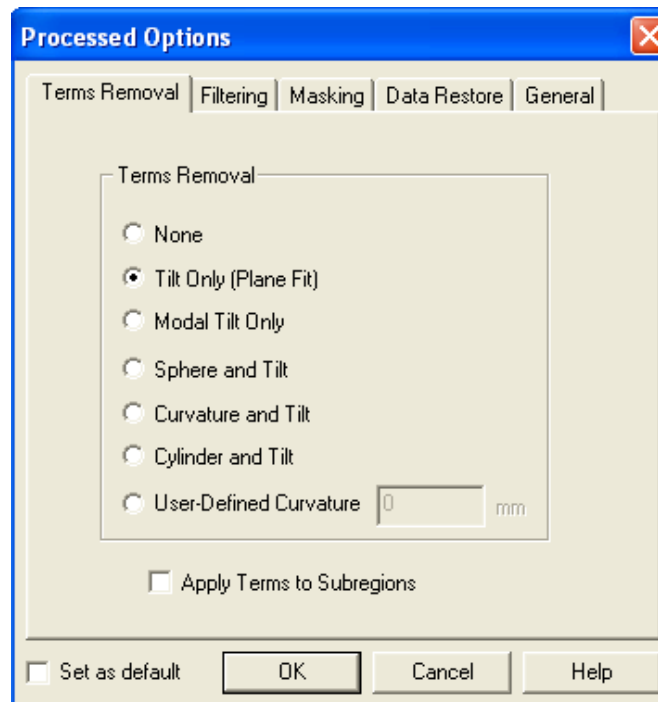 Processed Options
Terms Removal Filtering Masking Data Restore General
Terms Removal
None
Tilt Only (Plane Fit)
Modal Tilt Only
Sphere and Tilt
Curvature and Tilt
Cylinder and Tilt
User-Defined Curvature 0 mm
Apply Terms to Subregions
Set as default OK Cancel Help